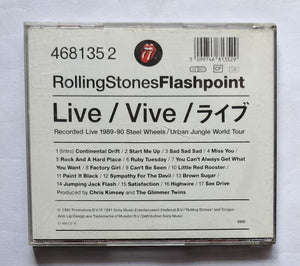 468135 2
5099746813529
RollingStonesFlashpoint
Live / Vive / ライブ
Recorded Live 1989-90 Steel Wheels / Urban Jungle World Tour
1 (Intro) Continental Drift 2 Start Me Up 3 Sad Sad Sad 4 Miss You
5 Rock And A Hard Place 6 Ruby Tuesday 7 You Can't Always Get What
You Want 8 Factory Girl 9 Can't Be Seen 10 Little Red Rooster
11 Paint It Black 12 Sympathy For The Devil 13 Brown Sugar
14 Jumping Jack Flash 15 Satisfaction 16 Highwire 17 Sex Drive
Produced by Chris Kimsey and The Glimmer Twins